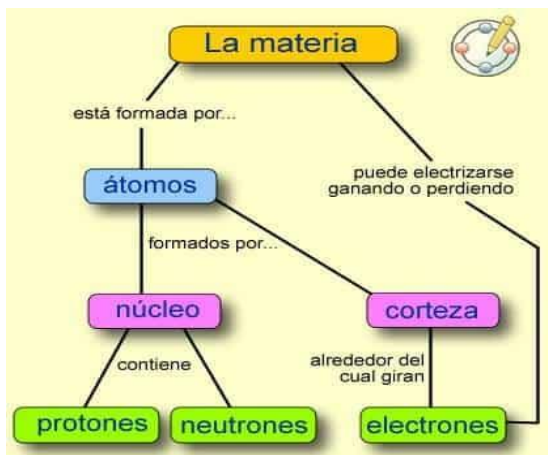 La materia
está formada por...
puede electrizarse
ganando o perdiendo
átomos
formados por...
núcleo
corteza
contiene
alrededor del
cual giran
protones
neutrones
electrones